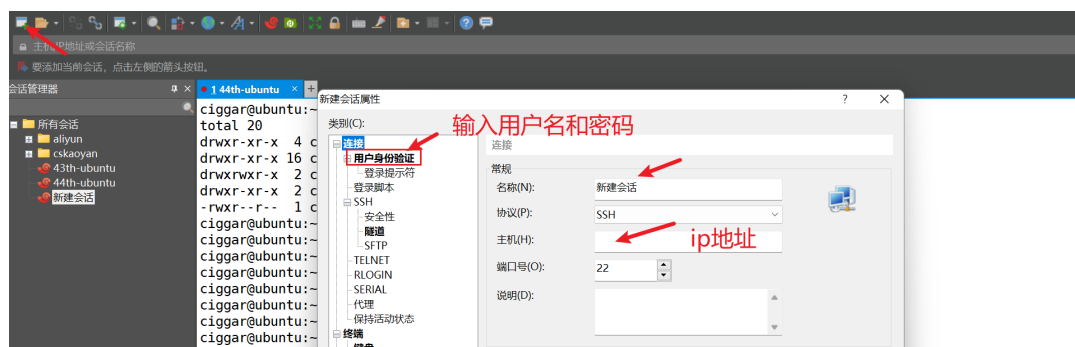 主机,IP地址或会话名称
要添加当前会话，点击左侧的箭头按钮。
会话管理器
1 44th-ubuntu
所有会话
aliyun
cskaoyan
43th-ubuntu
44th-ubuntu
新建会话
ciggar@ubuntu:~
total 20
drwxr-xr-x 4 c
drwxr-xr-x 16 c
drwxrwxr-x 2 c
drwxr-xr-x 2 c
-rwxr--r-- 1 c
ciggar@ubuntu:~
ciggar@ubuntu:~
ciggar@ubuntu:~
ciggar@ubuntu:~
ciggar@ubuntu:~
ciggar@ubuntu:~
ciggar@ubuntu:~
ciggar@ubuntu:~
新建会话属性
类别(C):
输入用户名和密码
连接
用户身份验证
登录提示符
登录脚本
SSH
安全性
隧道
SFTP
TELNET
RLOGIN
SERIAL
代理
保持活动状态
终端
键盘
连接
常规
名称(N):
新建会话
协议(P):
SSH
主机(H):
ip地址
端口号(O):
22
说明(D):